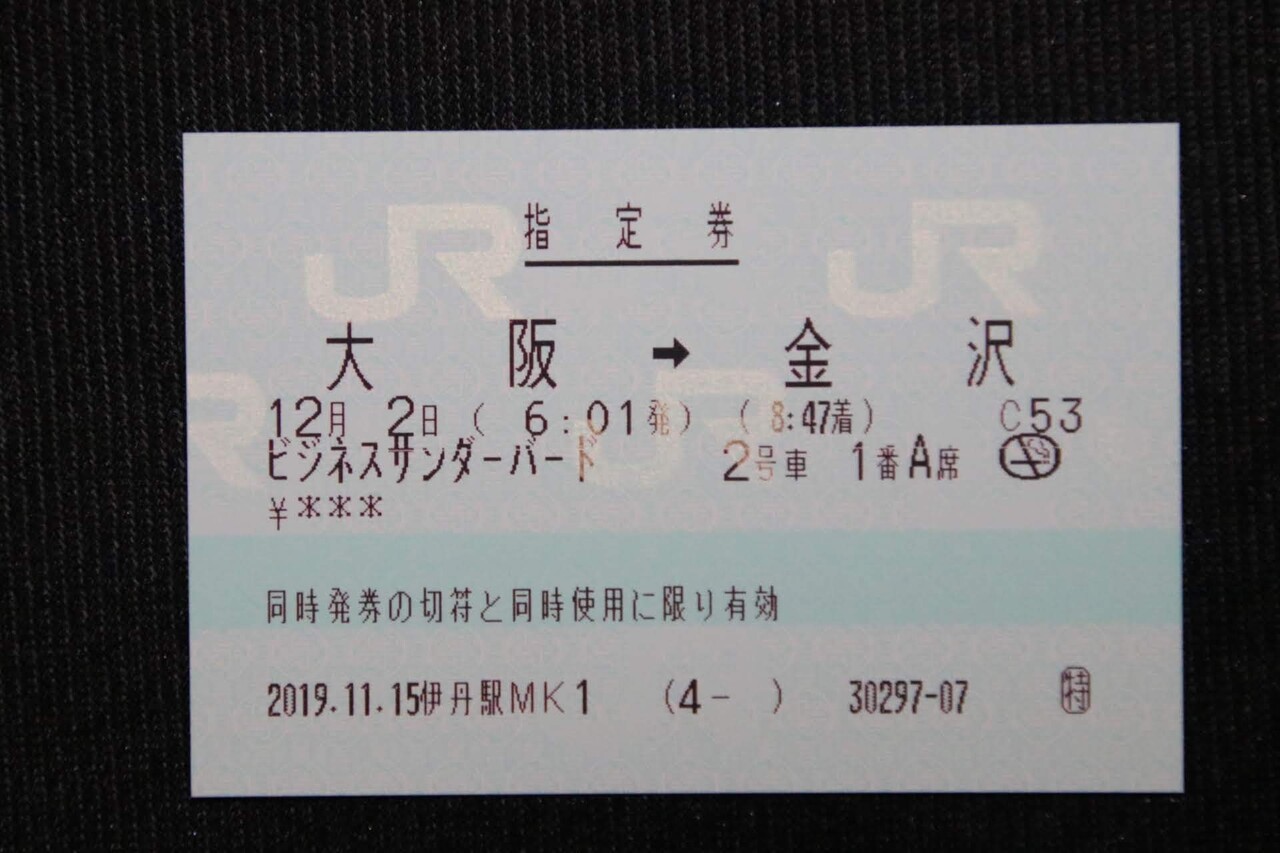 指定券
大阪→金沢
12月 2日 ( 6:01発) ( 8:47着) C53
ビジネスサンダーバード 2号車 1番A席
¥***
同時発券の切符と同時使用に限り有効
2019.11.15伊丹駅MK1 (4- ) 30297-07 特
JR JR
JR JR